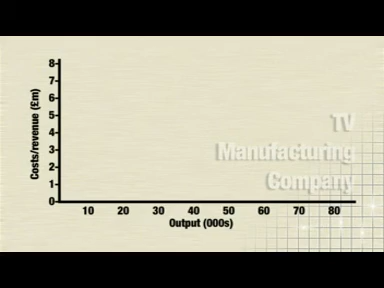 Costs/revenue (£m)
8
7
6
5
4
3
2
1
0
10 20 30 40 50 60 70 80
Output (000s)
TV
Manufacturing
Company